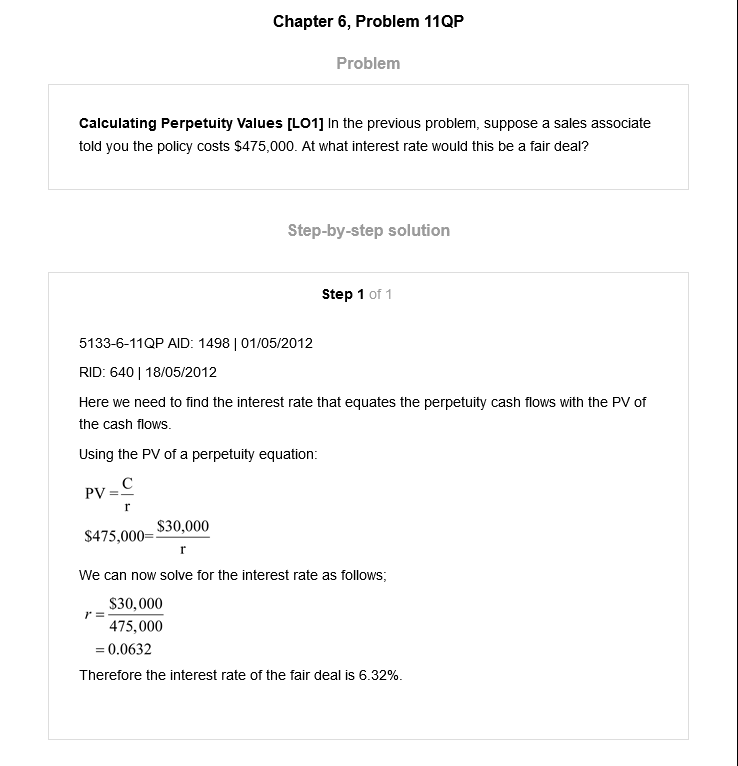 Chapter 6, Problem 11QP
Problem
Calculating Perpetuity Values [LO1] In the previous problem, suppose a sales associate
told you the policy costs $475,000. At what interest rate would this be a fair deal?
Step-by-step solution
Step 1 of 1
5133-6-11QP AID: 1498 | 01/05/2012
RID: 640 | 18/05/2012
Here we need to find the interest rate that equates the perpetuity cash flows with the PV of
the cash flows.
Using the PV of a perpetuity equation:
PV = C
r
$475,000= $30,000
r
We can now solve for the interest rate as follows;
r = $30,000
475,000
= 0.0632
Therefore the interest rate of the fair deal is 6.32%.